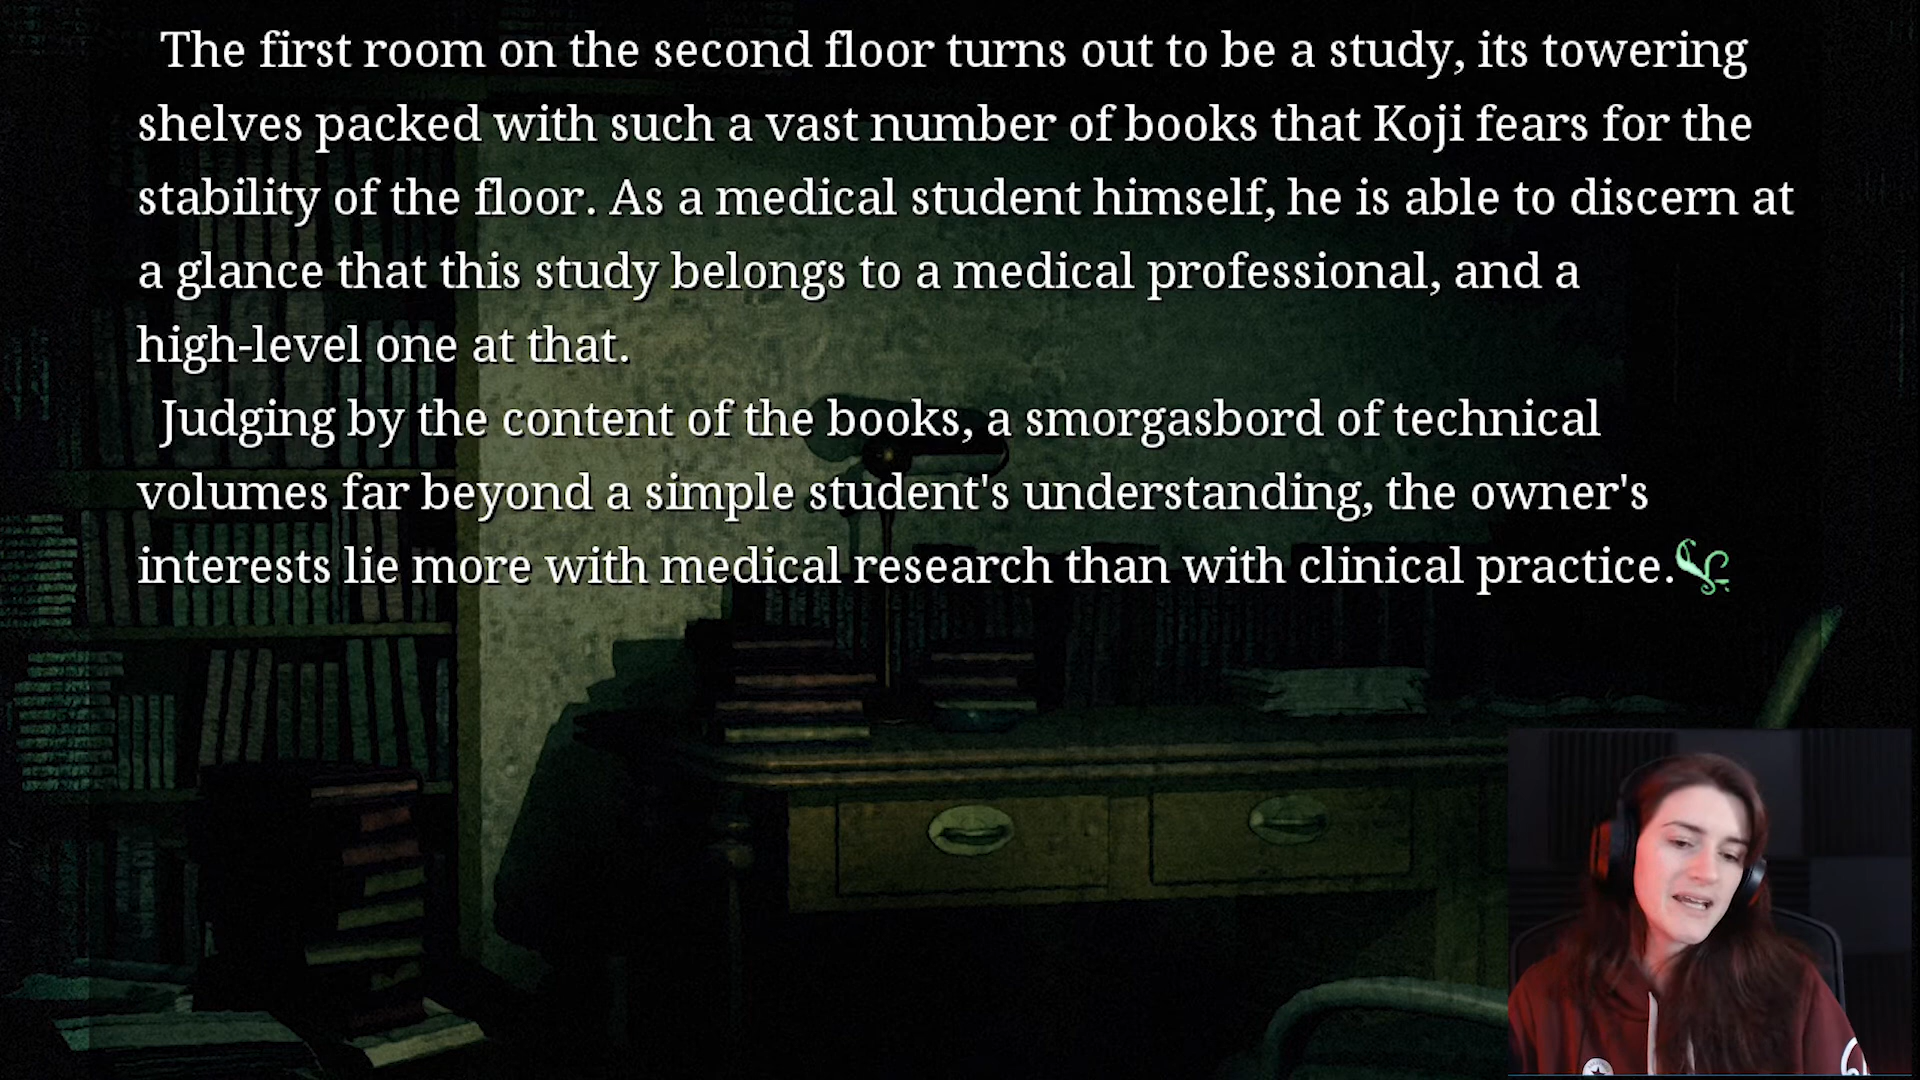 The first room on the second floor turns out to be a study, its towering
shelves packed with such a vast number of books that Koji fears for the
stability of the floor. As a medical student himself, he is able to discern at
a glance that this study belongs to a medical professional, and a
high-level one at that.
Judging by the content of the books, a smorgasbord of technical
volumes far beyond a simple student's understanding, the owner's
interests lie more with medical research than with clinical practice.